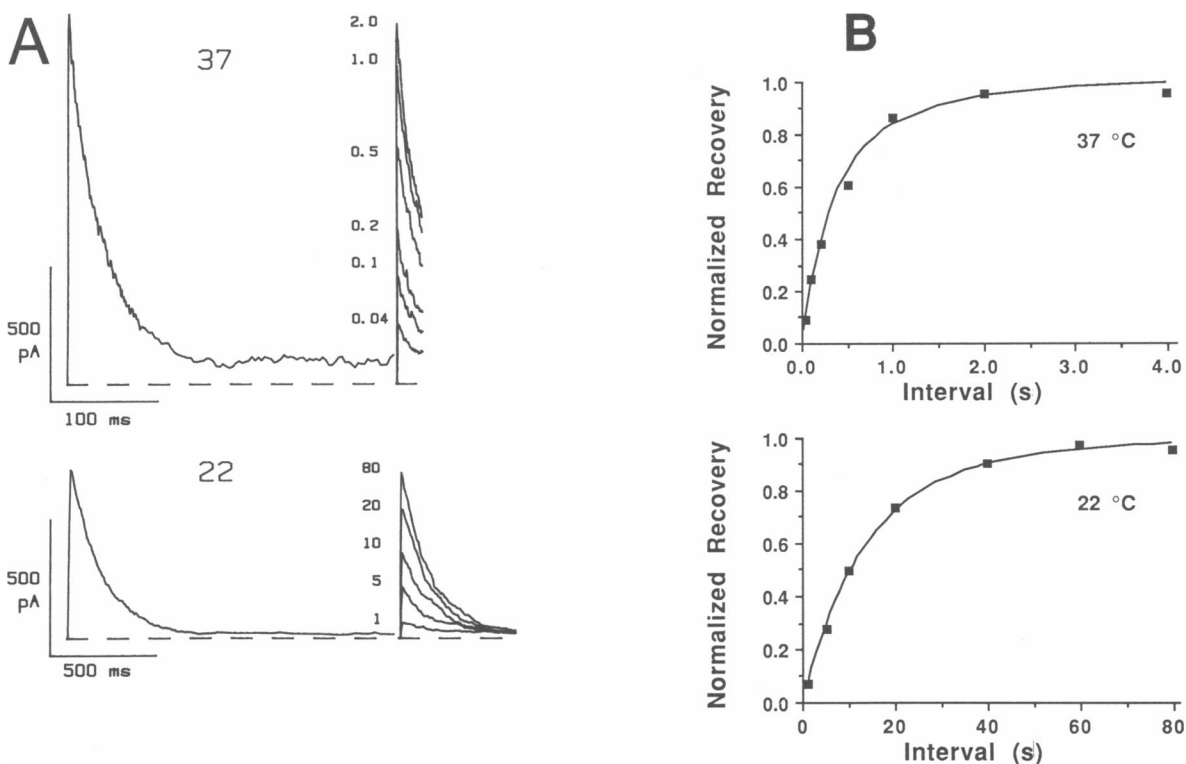 A
37
2.0
1.0
0.5
0.2
0.1
0.04
500
pA
100 ms
22
80
20
10
5
1
500
pA
500 ms
B
Normalized Recovery
1.0
0.8
0.6
0.4
0.2
0.0
37 °C
0.0 1.0 2.0 3.0 4.0
Interval (s)
Normalized Recovery
1.0
0.8
0.6
0.4
0.2
0.0
22 °C
0 20 40 60 80
Interval (s)